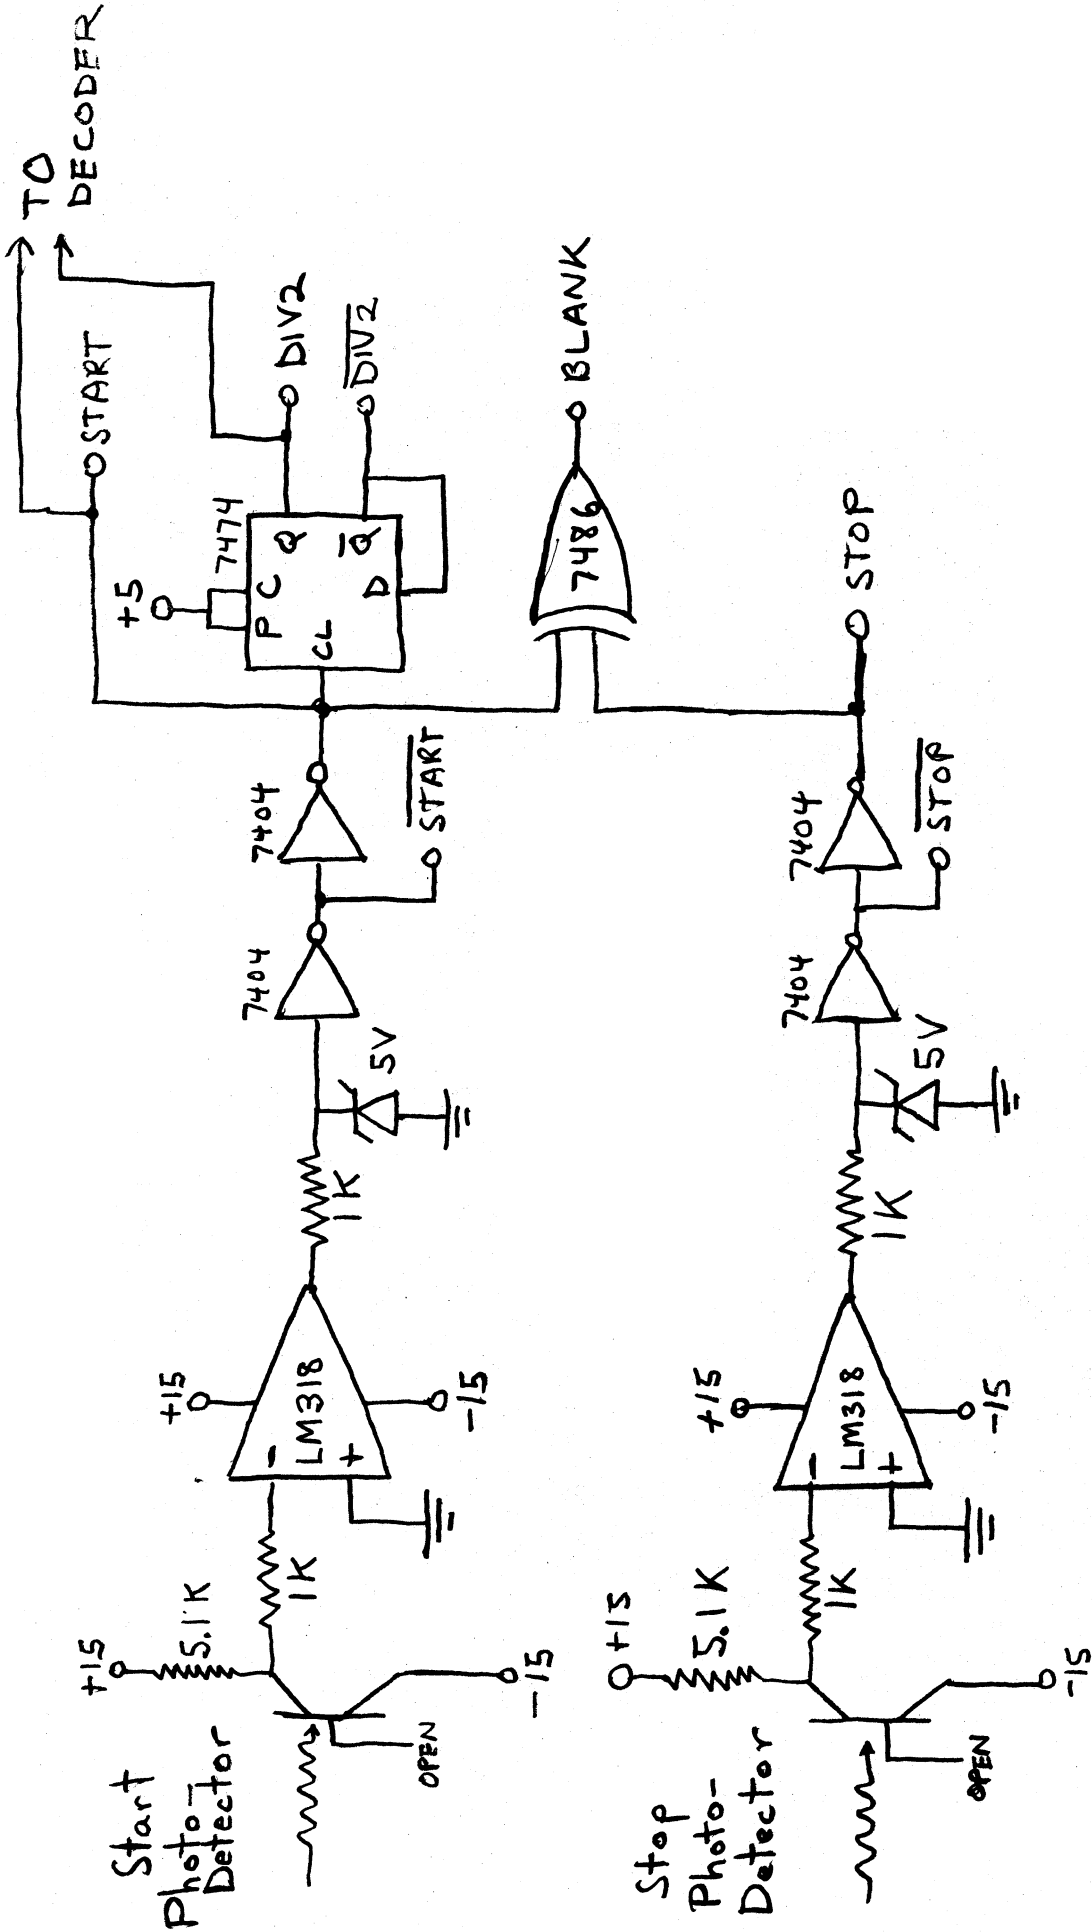 Start
Photo-
Detector
+15
5.1K
OPEN
-15
1K
-
+
LM318
+15
-15
1K
5V
7404
START
7404
+5
7474
P
C
CL
D
Q
Q
START
DIV2
DIV2
TO
DECODER
7486
BLANK
Stop
Photo-
Detector
+15
5.1K
OPEN
-15
1K
-
+
LM318
+15
-15
1K
5V
7404
STOP
7404
STOP